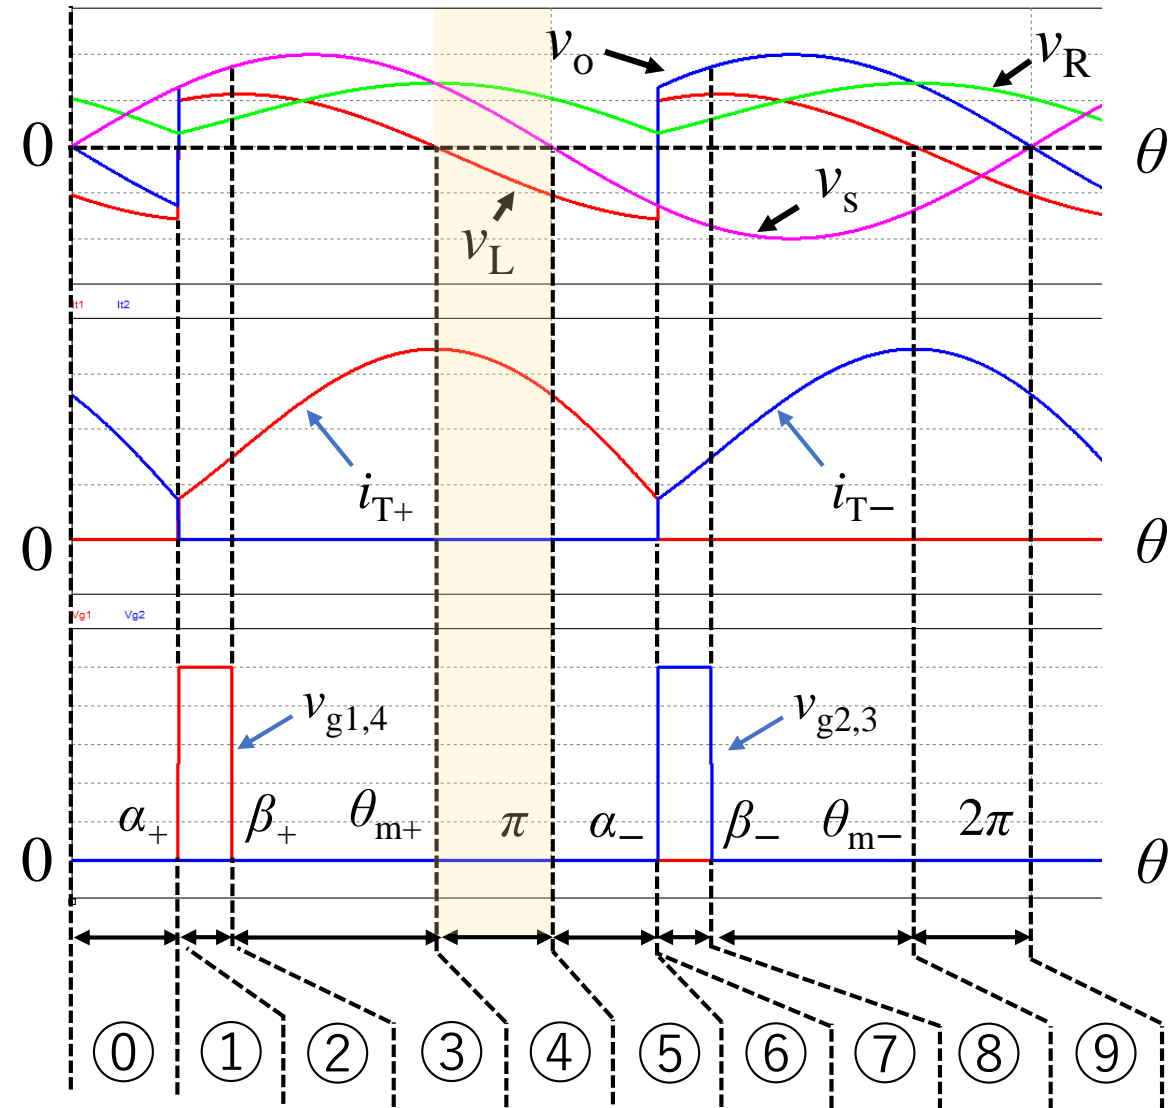 v_o
v_R
0
θ
v_s
v_L
It1 It2
i_T+
i_T−
0
θ
Vg1 Vg2
v_g1,4
v_g2,3
α_+ β_+ θ_m+ π α_− β_− θ_m− 2π
0
θ
⓪ ① ② ③ ④ ⑤ ⑥ ⑦ ⑧ ⑨